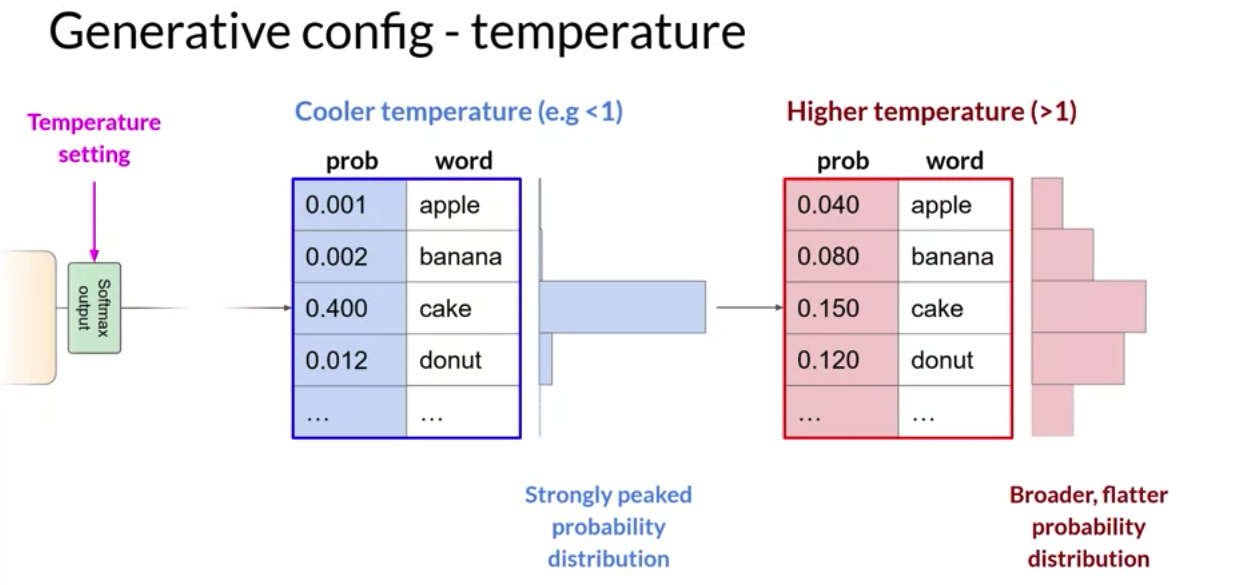 Generative config - temperature
Temperature
setting
Softmax
output
Cooler temperature (e.g <1)
prob word
0.001 apple
0.002 banana
0.400 cake
0.012 donut
... ...
Strongly peaked
probability
distribution
Higher temperature (>1)
prob word
0.040 apple
0.080 banana
0.150 cake
0.120 donut
... ...
Broader, flatter
probability
distribution